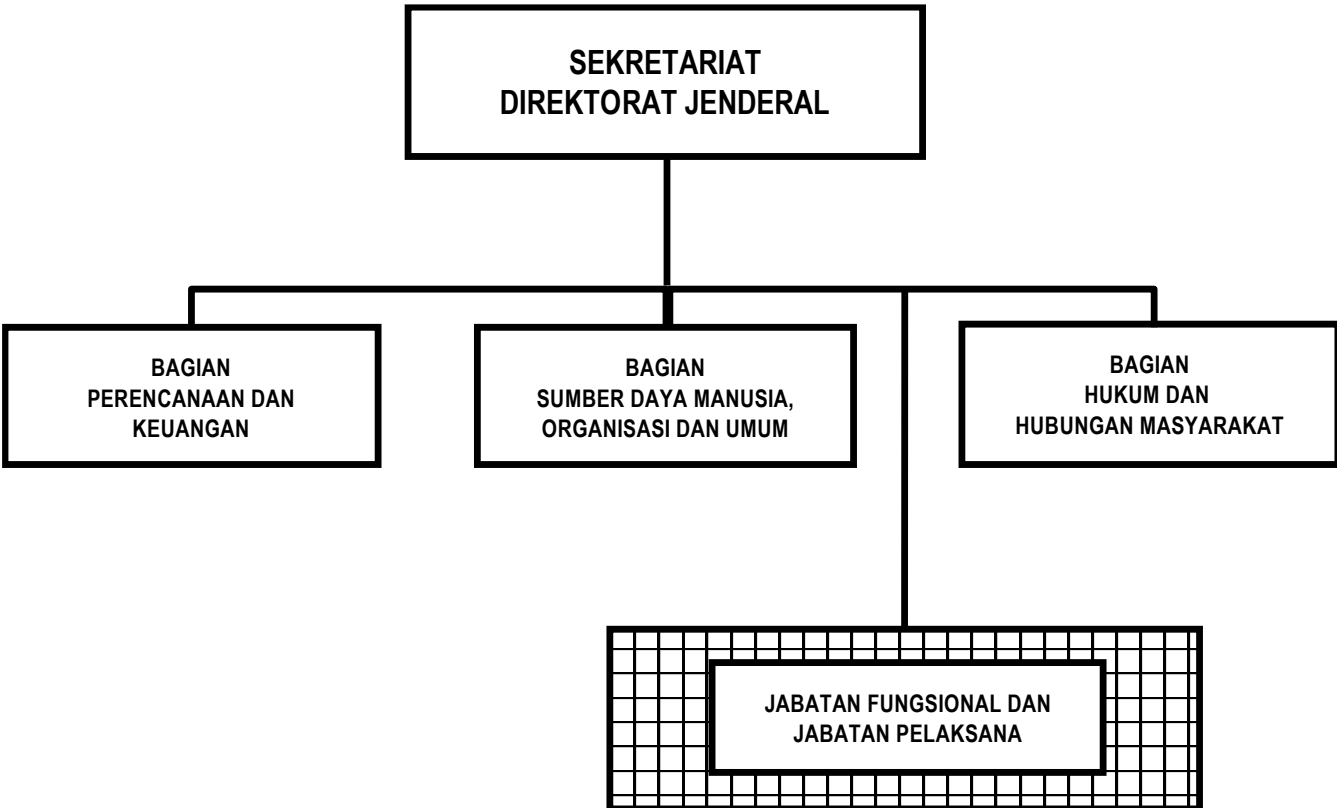 SEKRETARIAT
DIREKTORAT JENDERAL
BAGIAN
PERENCANAAN DAN
KEUANGAN
BAGIAN
SUMBER DAYA MANUSIA,
ORGANISASI DAN UMUM
BAGIAN
HUKUM DAN
HUBUNGAN MASYARAKAT
JABATAN FUNGSIONAL DAN
JABATAN PELAKSANA